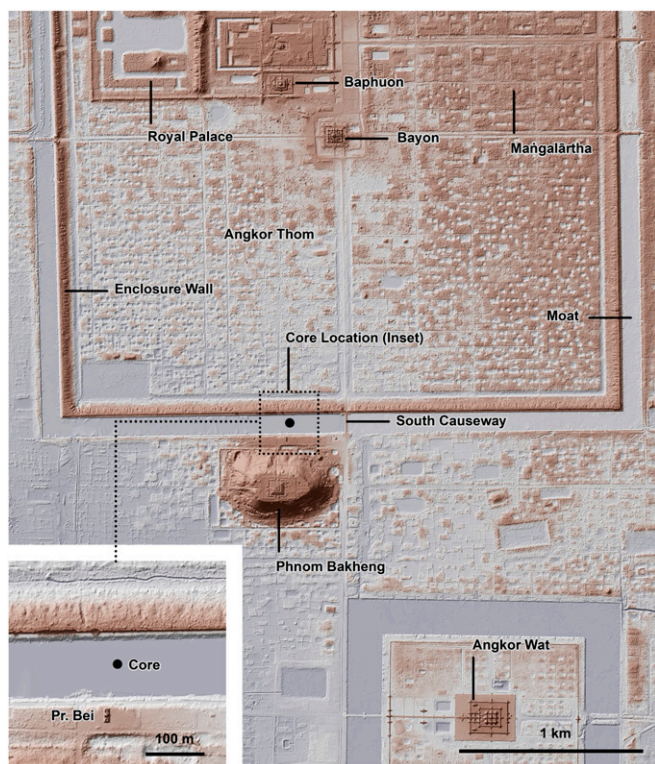 Baphuon
Royal Palace
Bayon
Maṅgalārtha
Angkor Thom
Enclosure Wall
Moat
Core Location (Inset)
South Causeway
Phnom Bakheng
Angkor Wat
Core
Pr. Bei
100 m
1 km